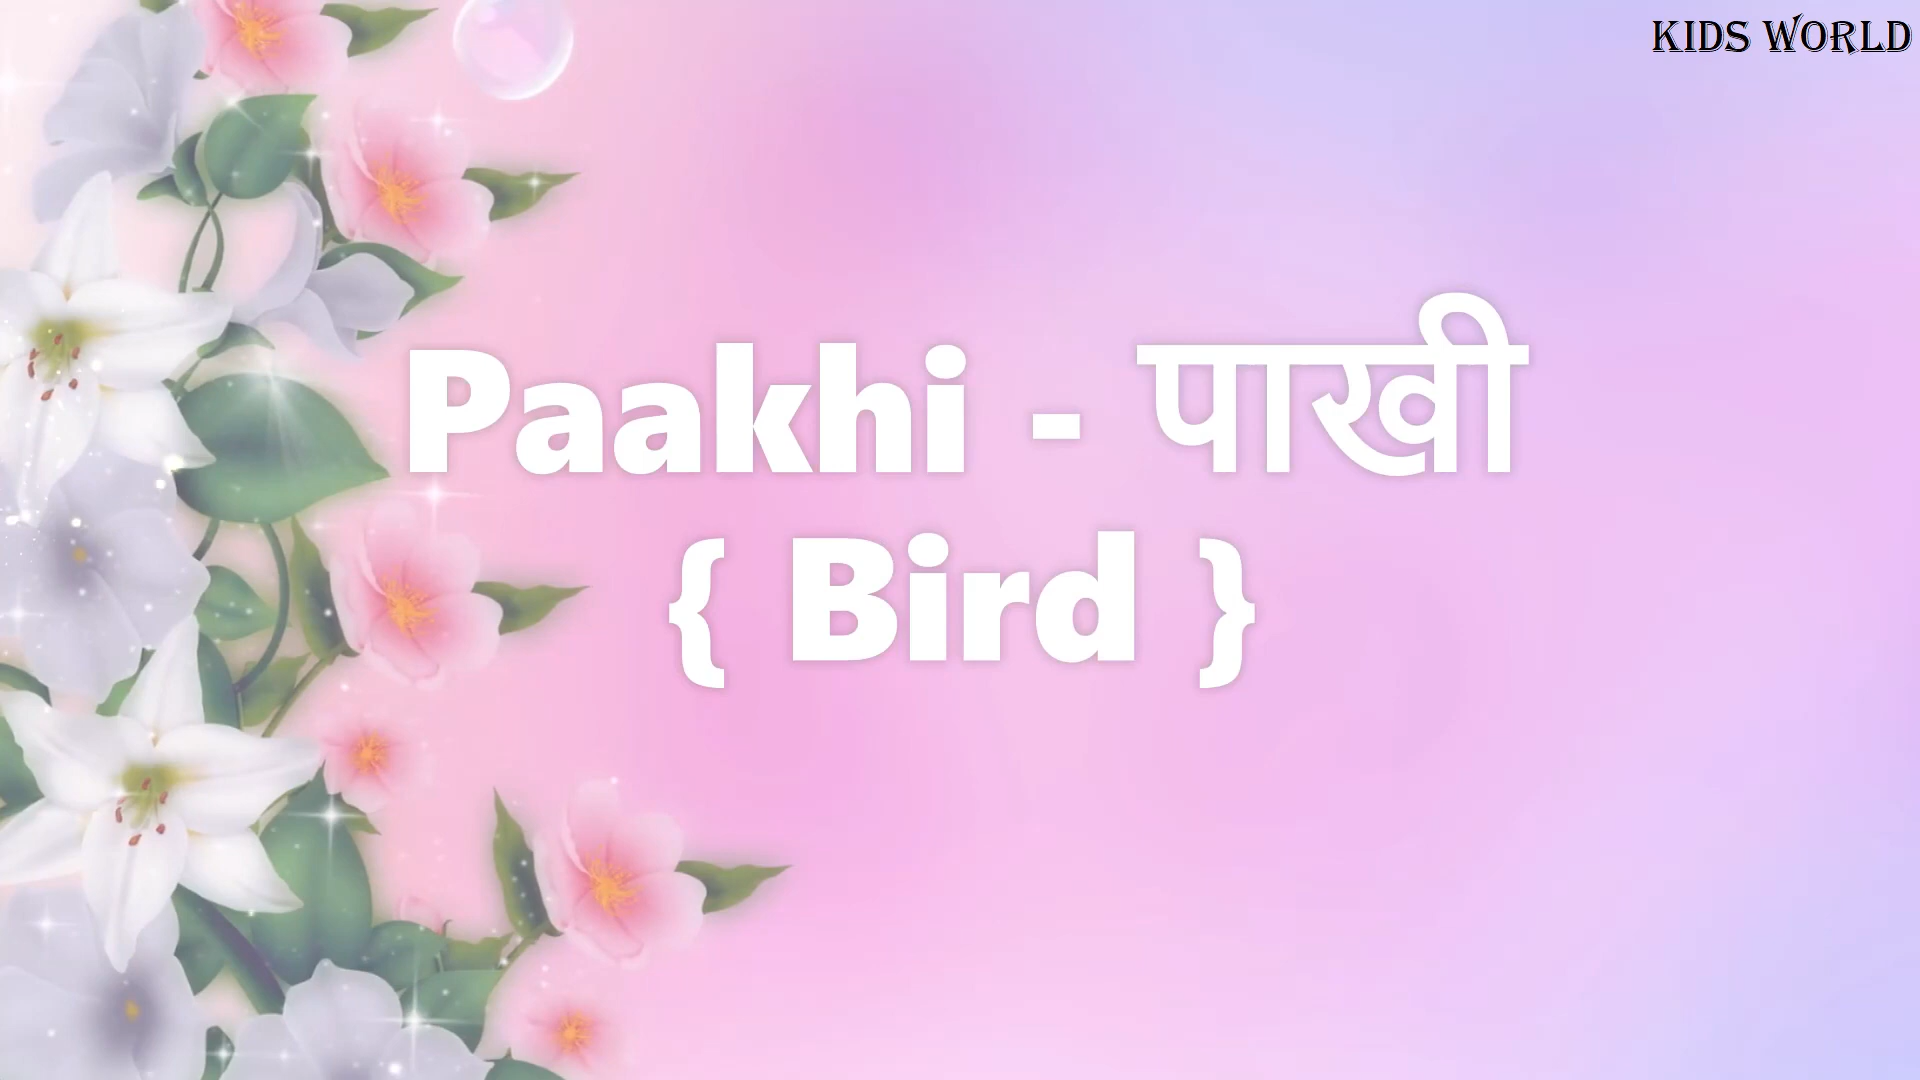 KIDS WORLD
Paakhi - पाखी
{ Bird }